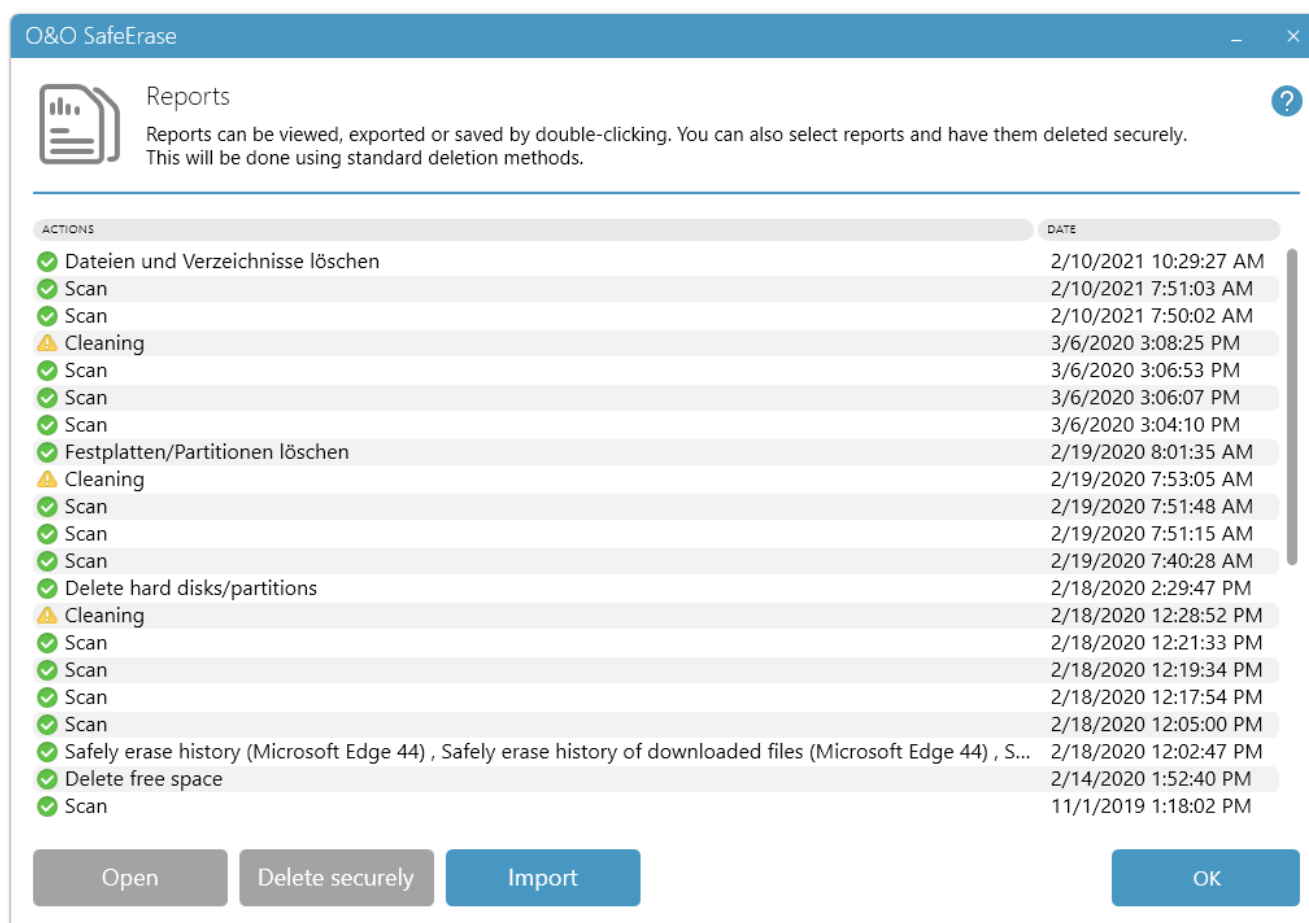 O&O SafeErase
Reports
Reports can be viewed, exported or saved by double-clicking. You can also select reports and have them deleted securely.
This will be done using standard deletion methods.
ACTIONS DATE
Dateien und Verzeichnisse löschen 2/10/2021 10:29:27 AM
Scan 2/10/2021 7:51:03 AM
Scan 2/10/2021 7:50:02 AM
Cleaning 3/6/2020 3:08:25 PM
Scan 3/6/2020 3:06:53 PM
Scan 3/6/2020 3:06:07 PM
Scan 3/6/2020 3:04:10 PM
Festplatten/Partitionen löschen 2/19/2020 8:01:35 AM
Cleaning 2/19/2020 7:53:05 AM
Scan 2/19/2020 7:51:48 AM
Scan 2/19/2020 7:51:15 AM
Scan 2/19/2020 7:40:28 AM
Delete hard disks/partitions 2/18/2020 2:29:47 PM
Cleaning 2/18/2020 12:28:52 PM
Scan 2/18/2020 12:21:33 PM
Scan 2/18/2020 12:19:34 PM
Scan 2/18/2020 12:17:54 PM
Scan 2/18/2020 12:05:00 PM
Safely erase history (Microsoft Edge 44) , Safely erase history of downloaded files (Microsoft Edge 44) , S... 2/18/2020 12:02:47 PM
Delete free space 2/14/2020 1:52:40 PM
Scan 11/1/2019 1:18:02 PM
Open Delete securely Import OK